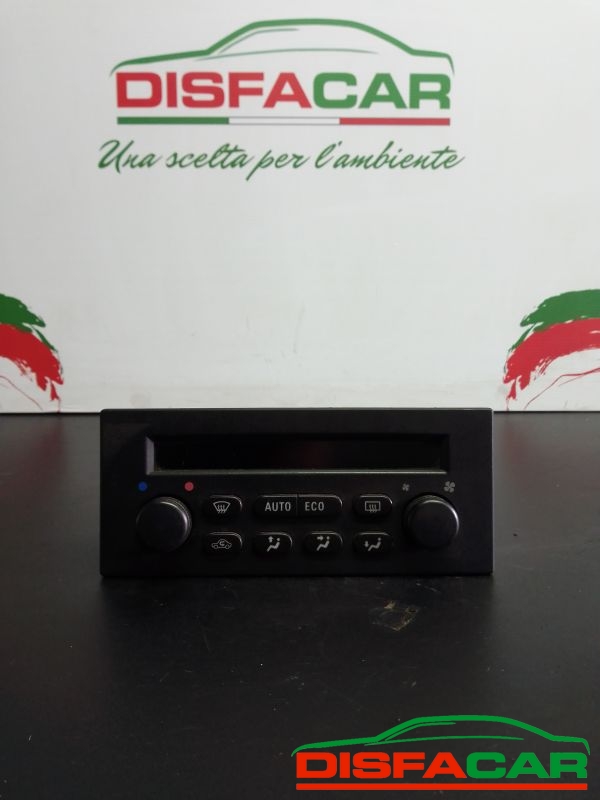 DISFACAR
Una scelta per l'ambiente
AUTO ECO
DISFACAR